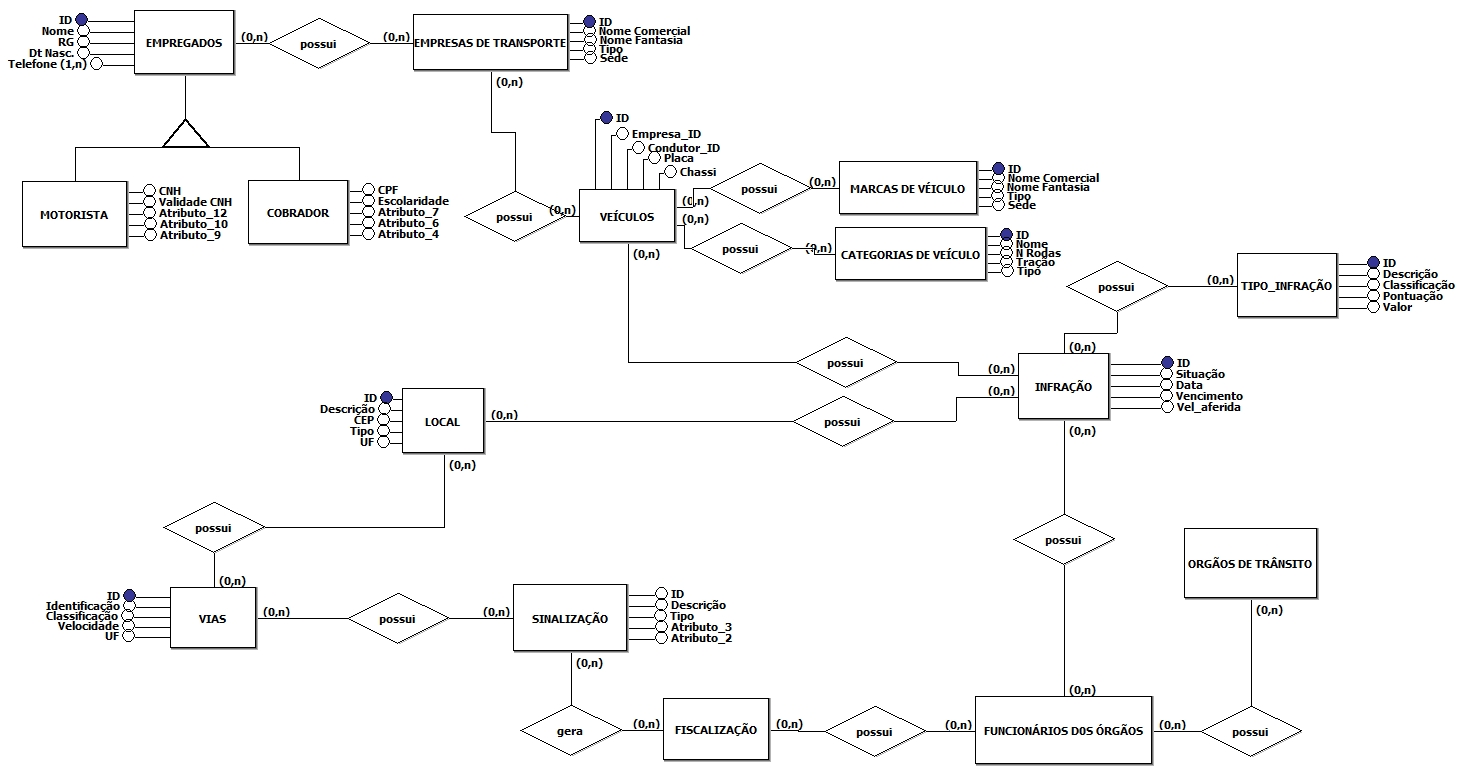 ID
Nome
RG
Dt Nasc.
Telefone (1,n)
EMPREGADOS
(0,n)
possui
(0,n)
EMPRESAS DE TRANSPORTE
ID
Nome Comercial
Nome Fantasia
Tipo
Sede
(0,n)
MOTORISTA
CNH
Validade CNH
Atributo_12
Atributo_10
Atributo_9
COBRADOR
CPF
Escolaridade
Atributo_7
Atributo_6
Atributo_4
possui
(0,n)
ID
Empresa_ID
Condutor_ID
Placa
Chassi
VEÍCULOS
(0,n)
possui
(0,n)
MARCAS DE VÉICULO
ID
Nome Comercial
Nome Fantasia
Tipo
Sede
(0,n)
possui
(0,n)
CATEGORIAS DE VEÍCULO
ID
Nome
N Rodas
Tração
Tipo
(0,n)
possui
(0,n)
TIPO_INFRAÇÃO
ID
Descrição
Classificação
Pontuação
Valor
(0,n)
possui
(0,n)
INFRAÇÃO
ID
Situação
Data
Vencimento
Vel_aferida
ID
Descrição
CEP
Tipo
UF
LOCAL
(0,n)
possui
(0,n)
(0,n)
(0,n)
possui
(0,n)
ID
Identificação
Classificação
Velocidade
UF
VIAS
(0,n)
possui
(0,n)
SINALIZAÇÃO
ID
Descrição
Tipo
Atributo_3
Atributo_2
possui
ORGÃOS DE TRÂNSITO
(0,n)
(0,n)
gera
(0,n)
FISCALIZAÇÃO
(0,n)
possui
(0,n)
(0,n)
FUNCIONÁRIOS D0S ÓRGÃOS
(0,n)
possui